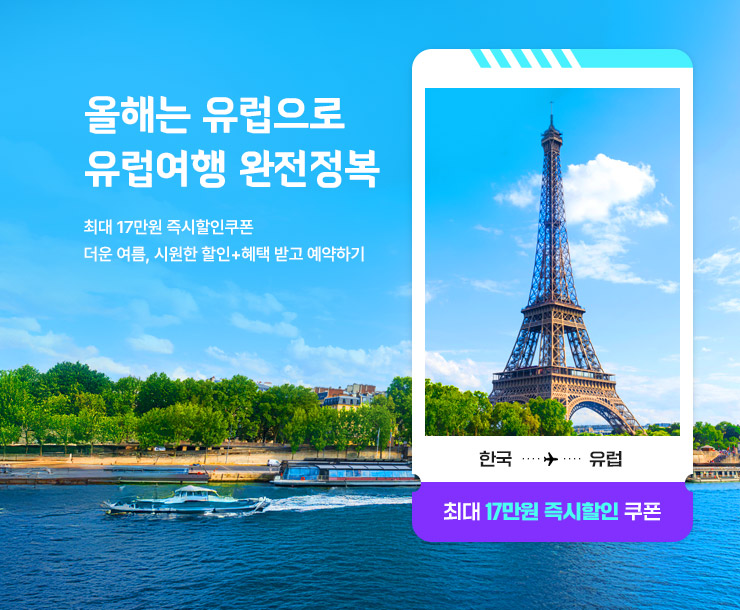 올해는 유럽으로
유럽여행 완전정복
최대 17만원 즉시할인쿠폰
더운 여름, 시원한 할인+혜택 받고 예약하기
한국 ···· ✈ ···· 유럽
최대 17만원 즉시할인 쿠폰